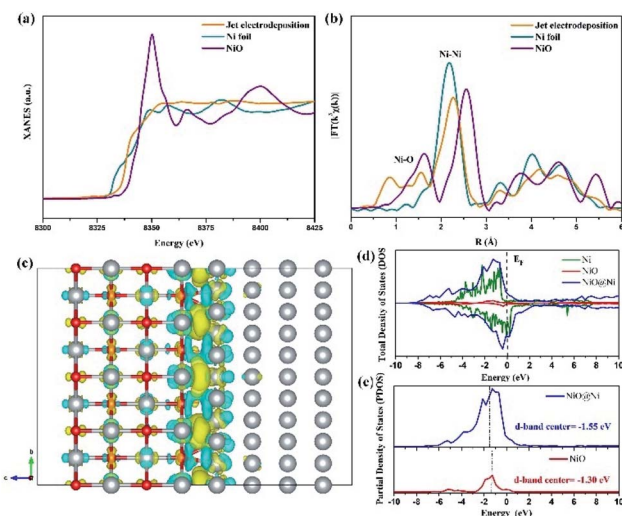 (a)
Jet electrodeposition
Ni foil
NiO
XANES (a.u.)
8300 8325 8350 8375 8400 8425
Energy (eV)
(b)
Jet electrodeposition
Ni foil
NiO
Ni-Ni
Ni-O
|FT(k³χ(k)|
0 1 2 3 4 5 6
R (Å)
(c)
b
c
a
(d)
E_F
Ni
NiO
NiO@Ni
Total Density of States (DOS
-10 -8 -6 -4 -2 0 2 4 6 8 10
Energy (eV)
(e)
NiO@Ni
d-band center= -1.55 eV
NiO
d-band center= -1.30 eV
Partial Density of States (PDOS)
-10 -8 -6 -4 -2 0 2 4 6 8 10
Energy (eV)